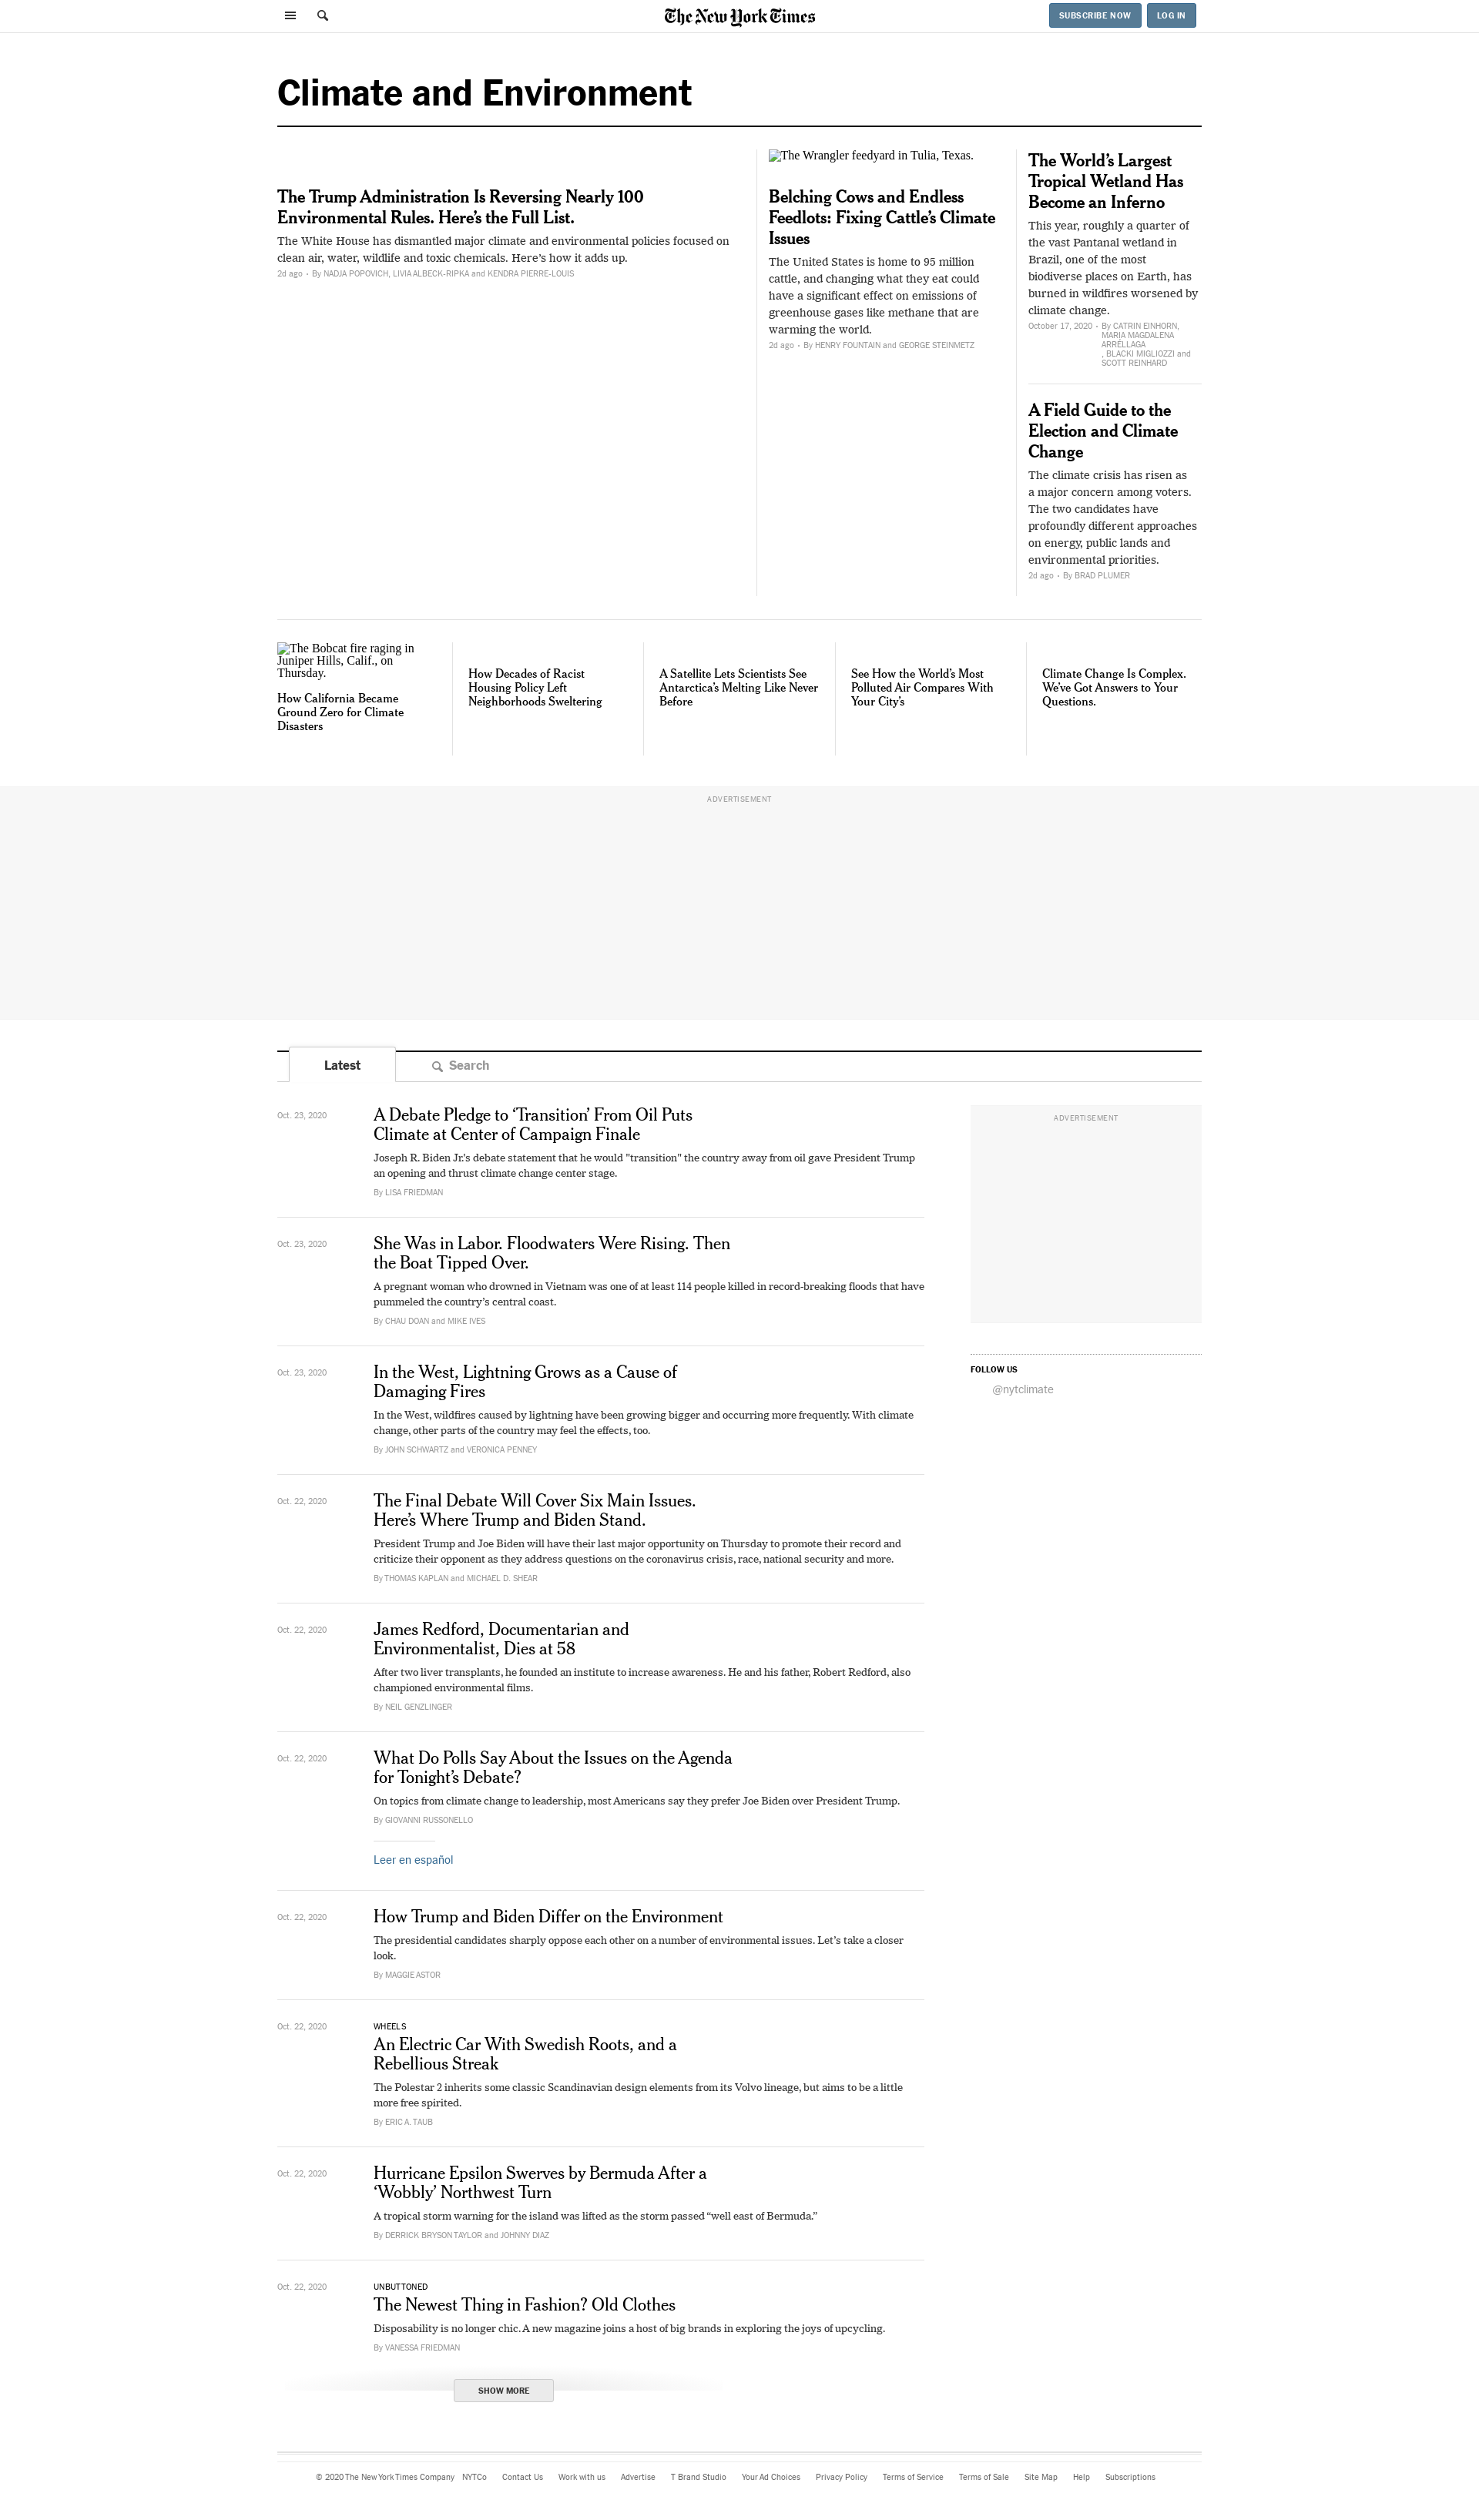 The New York Times
SUBSCRIBE NOW
LOG IN
Climate and Environment
The Trump Administration Is Reversing Nearly 100
Environmental Rules. Here’s the Full List.
The White House has dismantled major climate and environmental policies focused on
clean air, water, wildlife and toxic chemicals. Here’s how it adds up.
2d ago • By NADJA POPOVICH, LIVIA ALBECK-RIPKA and KENDRA PIERRE-LOUIS
The Wrangler feedyard in Tulia, Texas.
Belching Cows and Endless
Feedlots: Fixing Cattle’s Climate
Issues
The United States is home to 95 million
cattle, and changing what they eat could
have a significant effect on emissions of
greenhouse gases like methane that are
warming the world.
2d ago • By HENRY FOUNTAIN and GEORGE STEINMETZ
The World’s Largest
Tropical Wetland Has
Become an Inferno
This year, roughly a quarter of
the vast Pantanal wetland in
Brazil, one of the most
biodiverse places on Earth, has
burned in wildfires worsened by
climate change.
October 17, 2020 • By CATRIN EINHORN,
MARIA MAGDALENA
ARRÉLLAGA
, BLACKI MIGLIOZZI and
SCOTT REINHARD
A Field Guide to the
Election and Climate
Change
The climate crisis has risen as
a major concern among voters.
The two candidates have
profoundly different approaches
on energy, public lands and
environmental priorities.
2d ago • By BRAD PLUMER
The Bobcat fire raging in
Juniper Hills, Calif., on
Thursday.
How California Became
Ground Zero for Climate
Disasters
How Decades of Racist
Housing Policy Left
Neighborhoods Sweltering
A Satellite Lets Scientists See
Antarctica’s Melting Like Never
Before
See How the World’s Most
Polluted Air Compares With
Your City’s
Climate Change Is Complex.
We’ve Got Answers to Your
Questions.
ADVERTISEMENT
Latest
Search
Oct. 23, 2020
A Debate Pledge to ‘Transition’ From Oil Puts
Climate at Center of Campaign Finale
Joseph R. Biden Jr.'s debate statement that he would "transition" the country away from oil gave President Trump
an opening and thrust climate change center stage.
By LISA FRIEDMAN
Oct. 23, 2020
She Was in Labor. Floodwaters Were Rising. Then
the Boat Tipped Over.
A pregnant woman who drowned in Vietnam was one of at least 114 people killed in record-breaking floods that have
pummeled the country’s central coast.
By CHAU DOAN and MIKE IVES
Oct. 23, 2020
In the West, Lightning Grows as a Cause of
Damaging Fires
In the West, wildfires caused by lightning have been growing bigger and occurring more frequently. With climate
change, other parts of the country may feel the effects, too.
By JOHN SCHWARTZ and VERONICA PENNEY
Oct. 22, 2020
The Final Debate Will Cover Six Main Issues.
Here’s Where Trump and Biden Stand.
President Trump and Joe Biden will have their last major opportunity on Thursday to promote their record and
criticize their opponent as they address questions on the coronavirus crisis, race, national security and more.
By THOMAS KAPLAN and MICHAEL D. SHEAR
Oct. 22, 2020
James Redford, Documentarian and
Environmentalist, Dies at 58
After two liver transplants, he founded an institute to increase awareness. He and his father, Robert Redford, also
championed environmental films.
By NEIL GENZLINGER
Oct. 22, 2020
What Do Polls Say About the Issues on the Agenda
for Tonight’s Debate?
On topics from climate change to leadership, most Americans say they prefer Joe Biden over President Trump.
By GIOVANNI RUSSONELLO
Leer en español
Oct. 22, 2020
How Trump and Biden Differ on the Environment
The presidential candidates sharply oppose each other on a number of environmental issues. Let’s take a closer
look.
By MAGGIE ASTOR
Oct. 22, 2020
WHEELS
An Electric Car With Swedish Roots, and a
Rebellious Streak
The Polestar 2 inherits some classic Scandinavian design elements from its Volvo lineage, but aims to be a little
more free spirited.
By ERIC A. TAUB
Oct. 22, 2020
Hurricane Epsilon Swerves by Bermuda After a
‘Wobbly’ Northwest Turn
A tropical storm warning for the island was lifted as the storm passed “well east of Bermuda.”
By DERRICK BRYSON TAYLOR and JOHNNY DIAZ
Oct. 22, 2020
UNBUTTONED
The Newest Thing in Fashion? Old Clothes
Disposability is no longer chic. A new magazine joins a host of big brands in exploring the joys of upcycling.
By VANESSA FRIEDMAN
SHOW MORE
ADVERTISEMENT
FOLLOW US
@nytclimate
© 2020 The New York Times Company NYTCo Contact Us Work with us Advertise T Brand Studio Your Ad Choices Privacy Policy Terms of Service Terms of Sale Site Map Help Subscriptions